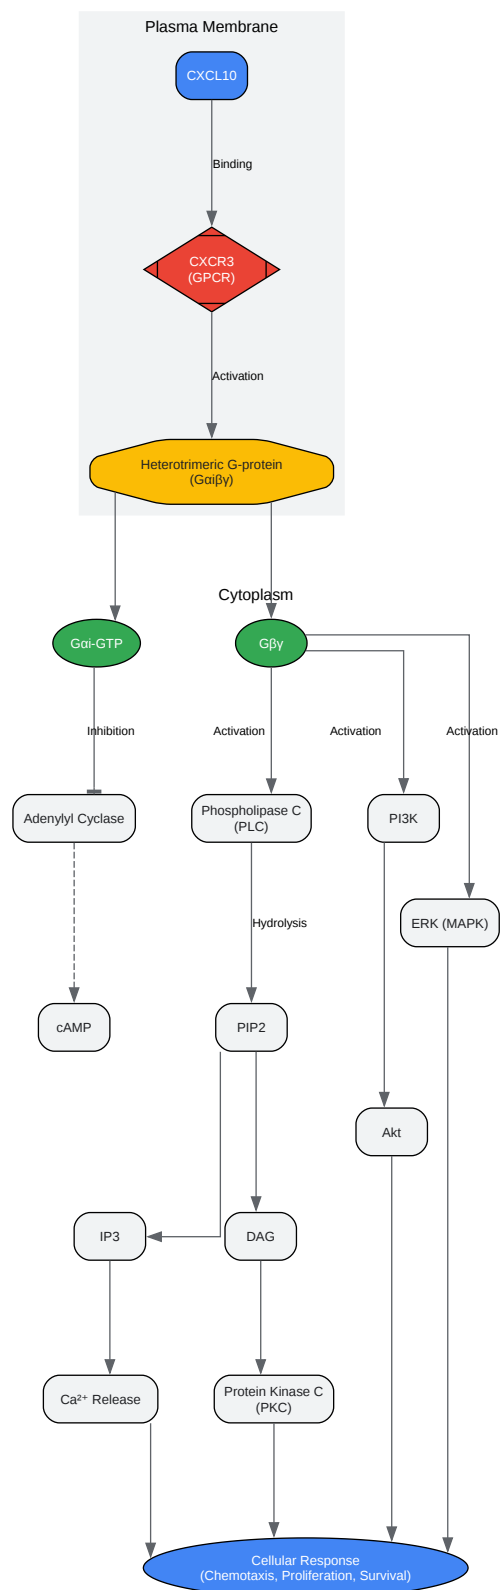 Plasma Membrane
CXCL10
Binding
CXCR3
(GPCR)
Activation
Heterotrimeric G-protein
(Gαiβγ)
Cytoplasm
Gαi-GTP
Gβγ
Inhibition
Activation
Activation
Activation
Adenylyl Cyclase
Phospholipase C
(PLC)
PI3K
Hydrolysis
ERK (MAPK)
cAMP
PIP2
Akt
IP3
DAG
Ca²⁺ Release
Protein Kinase C
(PKC)
Cellular Response
(Chemotaxis, Proliferation, Survival)